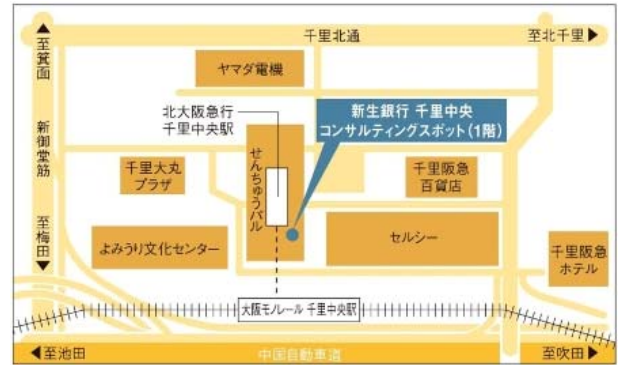 千里北通
至北千里▶
▲至箕面
新御堂筋
至梅田▼
ヤマダ電機
北大阪急行
千里中央駅
新生銀行 千里中央
コンサルティングスポット(1階)
せんちゅうパル
千里大丸
プラザ
千里阪急
百貨店
よみうり文化センター
セルシー
千里阪急
ホテル
大阪モノレール 千里中央駅
◀至池田
中国自動車道
至吹田▶